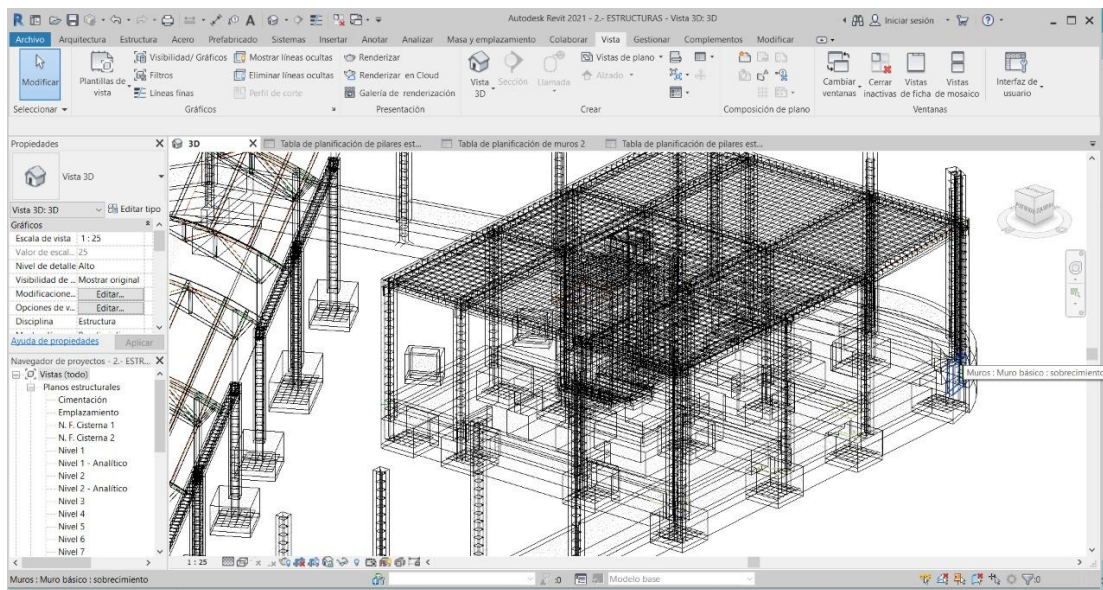 Autodesk Revit 2021 - 2.- ESTRUCTURAS - Vista 3D: 3D
Iniciar sesión
Archivo Arquitectura Estructura Acero Prefabricado Sistemas Insertar Anotar Analizar Masa y emplazamiento Colaborar Vista Gestionar Complementos Modificar
Modificar
Plantillas de vista
Visibilidad/ Gráficos
Filtros
Líneas finas
Mostrar líneas ocultas
Eliminar líneas ocultas
Perfil de corte
Renderizar
Renderizar en Cloud
Galería de renderización
Vista 3D
Sección
Llamada
Vistas de plano
Alzado
Cambiar ventanas
Cerrar inactivas
Vistas de ficha
Vistas de mosaico
Interfaz de usuario
Seleccionar Gráficos Presentación Crear Composición de plano Ventanas
Propiedades
3D
Tabla de planificación de pilares est...
Tabla de planificación de muros 2
Tabla de planificación de pilares est...
Vista 3D
Vista 3D: 3D
Editar tipo
Gráficos
Escala de vista 1 : 25
Valor de escal... 25
Nivel de detalle Alto
Visibilidad de ... Mostrar original
Modificacione... Editar...
Opciones de v... Editar...
Disciplina Estructura
Ayuda de propiedades Aplicar
Navegador de proyectos - 2.- ESTR...
Vistas (todo)
Planos estructurales
Cimentación
Emplazamiento
N. F. Cisterna 1
N. F. Cisterna 2
Nivel 1
Nivel 1 - Analítico
Nivel 2
Nivel 2 - Analítico
Nivel 3
Nivel 4
Nivel 5
Nivel 6
Nivel 7
Muros : Muro básico : sobrecimiento
1 : 25
Muros : Muro básico : sobrecimiento
:0
Modelo base
:0